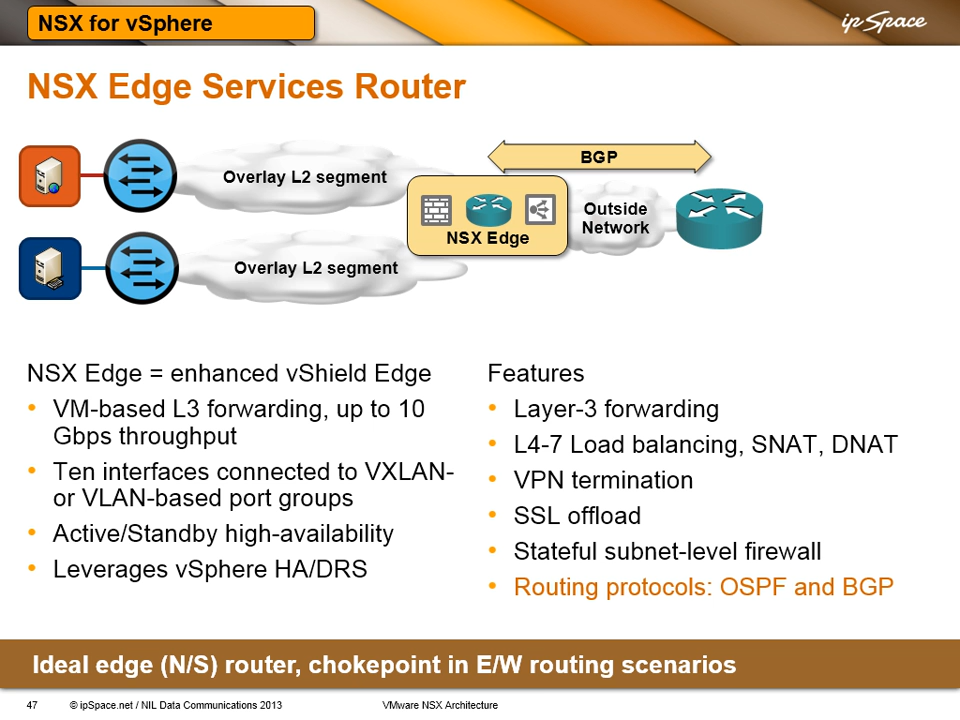 NSX for vSphere
ip Space
NSX Edge Services Router
BGP
Overlay L2 segment
Outside
Network
NSX Edge
Overlay L2 segment
NSX Edge = enhanced vShield Edge
• VM-based L3 forwarding, up to 10
Gbps throughput
• Ten interfaces connected to VXLAN-
or VLAN-based port groups
• Active/Standby high-availability
• Leverages vSphere HA/DRS
Features
• Layer-3 forwarding
• L4-7 Load balancing, SNAT, DNAT
• VPN termination
• SSL offload
• Stateful subnet-level firewall
• Routing protocols: OSPF and BGP
Ideal edge (N/S) router, chokepoint in E/W routing scenarios
47 © ipSpace.net / NIL Data Communications 2013 VMware NSX Architecture